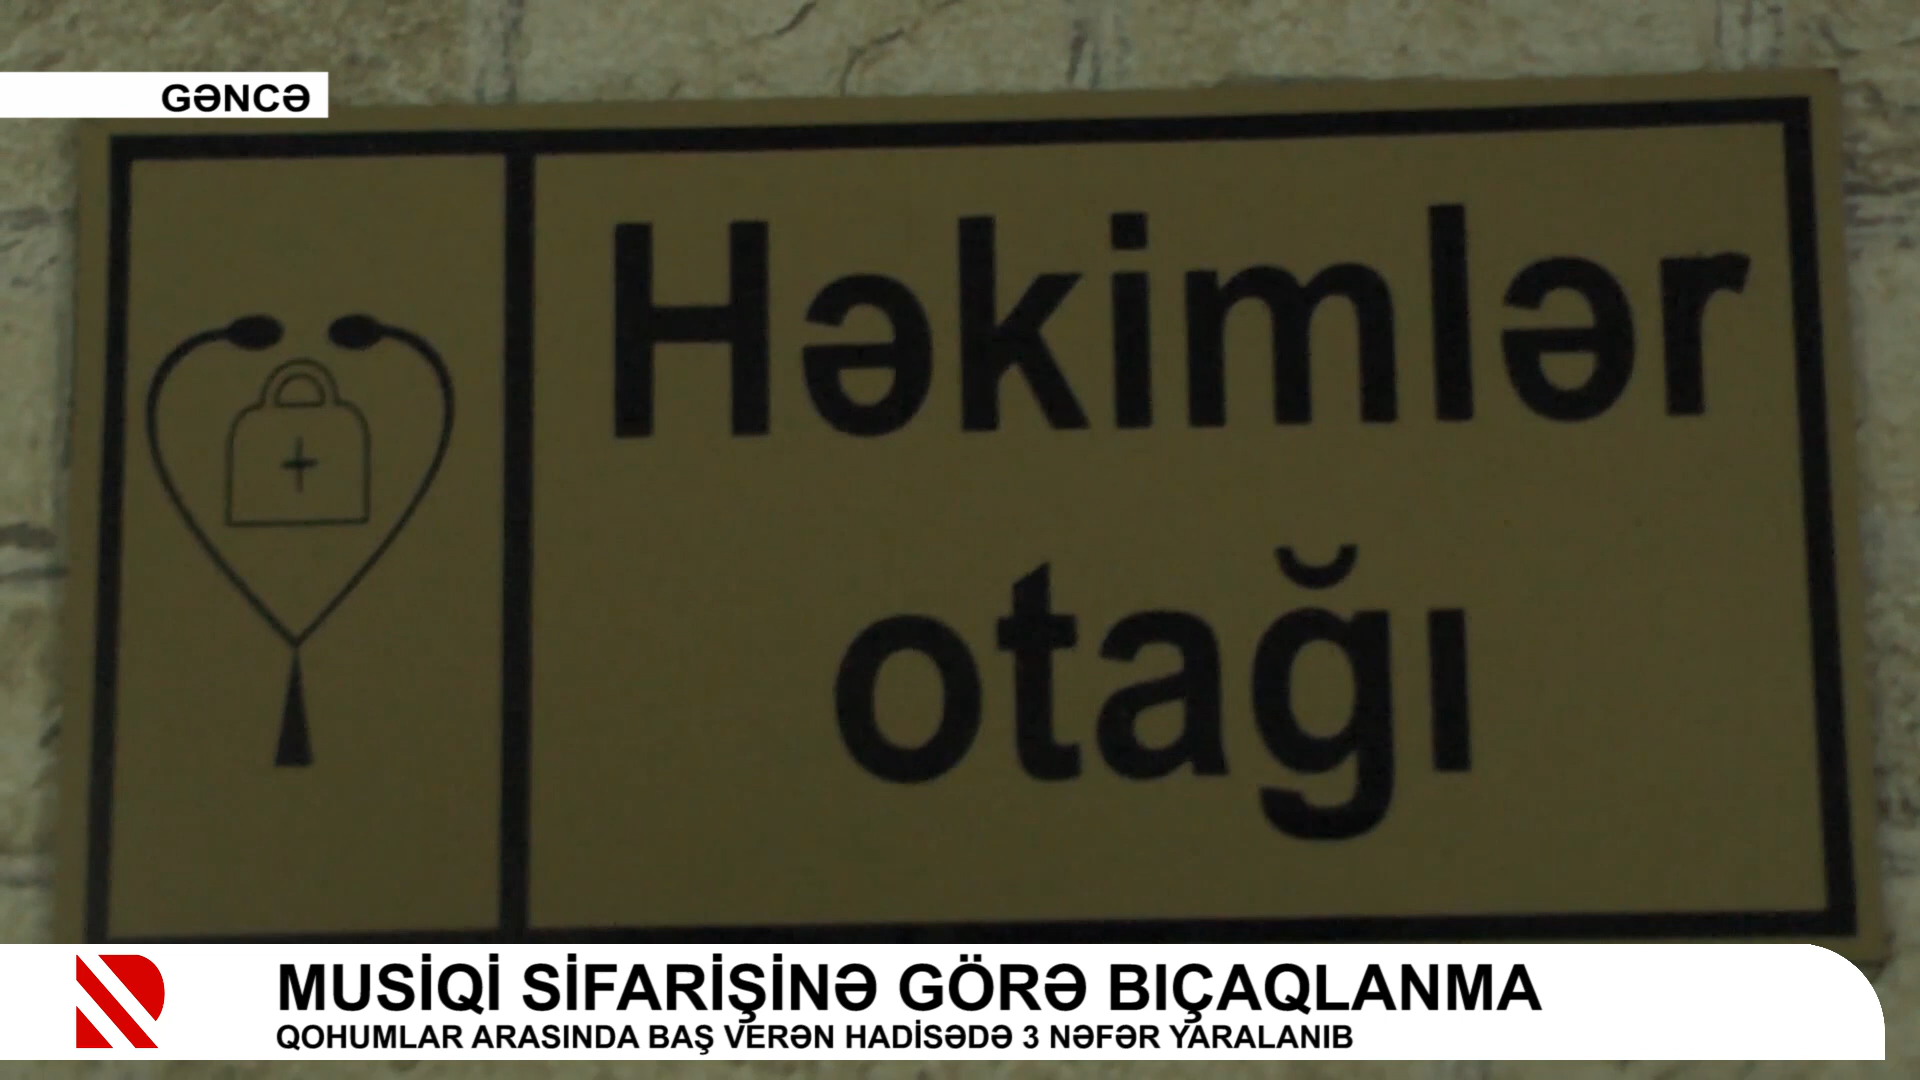 GƏNCƏ
Həkimlər
otağı
MUSİQİ SİFARİŞİNƏ GÖRƏ BIÇAQLANMA
QOHUMLAR ARASINDA BAŞ VERƏN HADİSƏDƏ 3 NƏFƏR YARALANIB